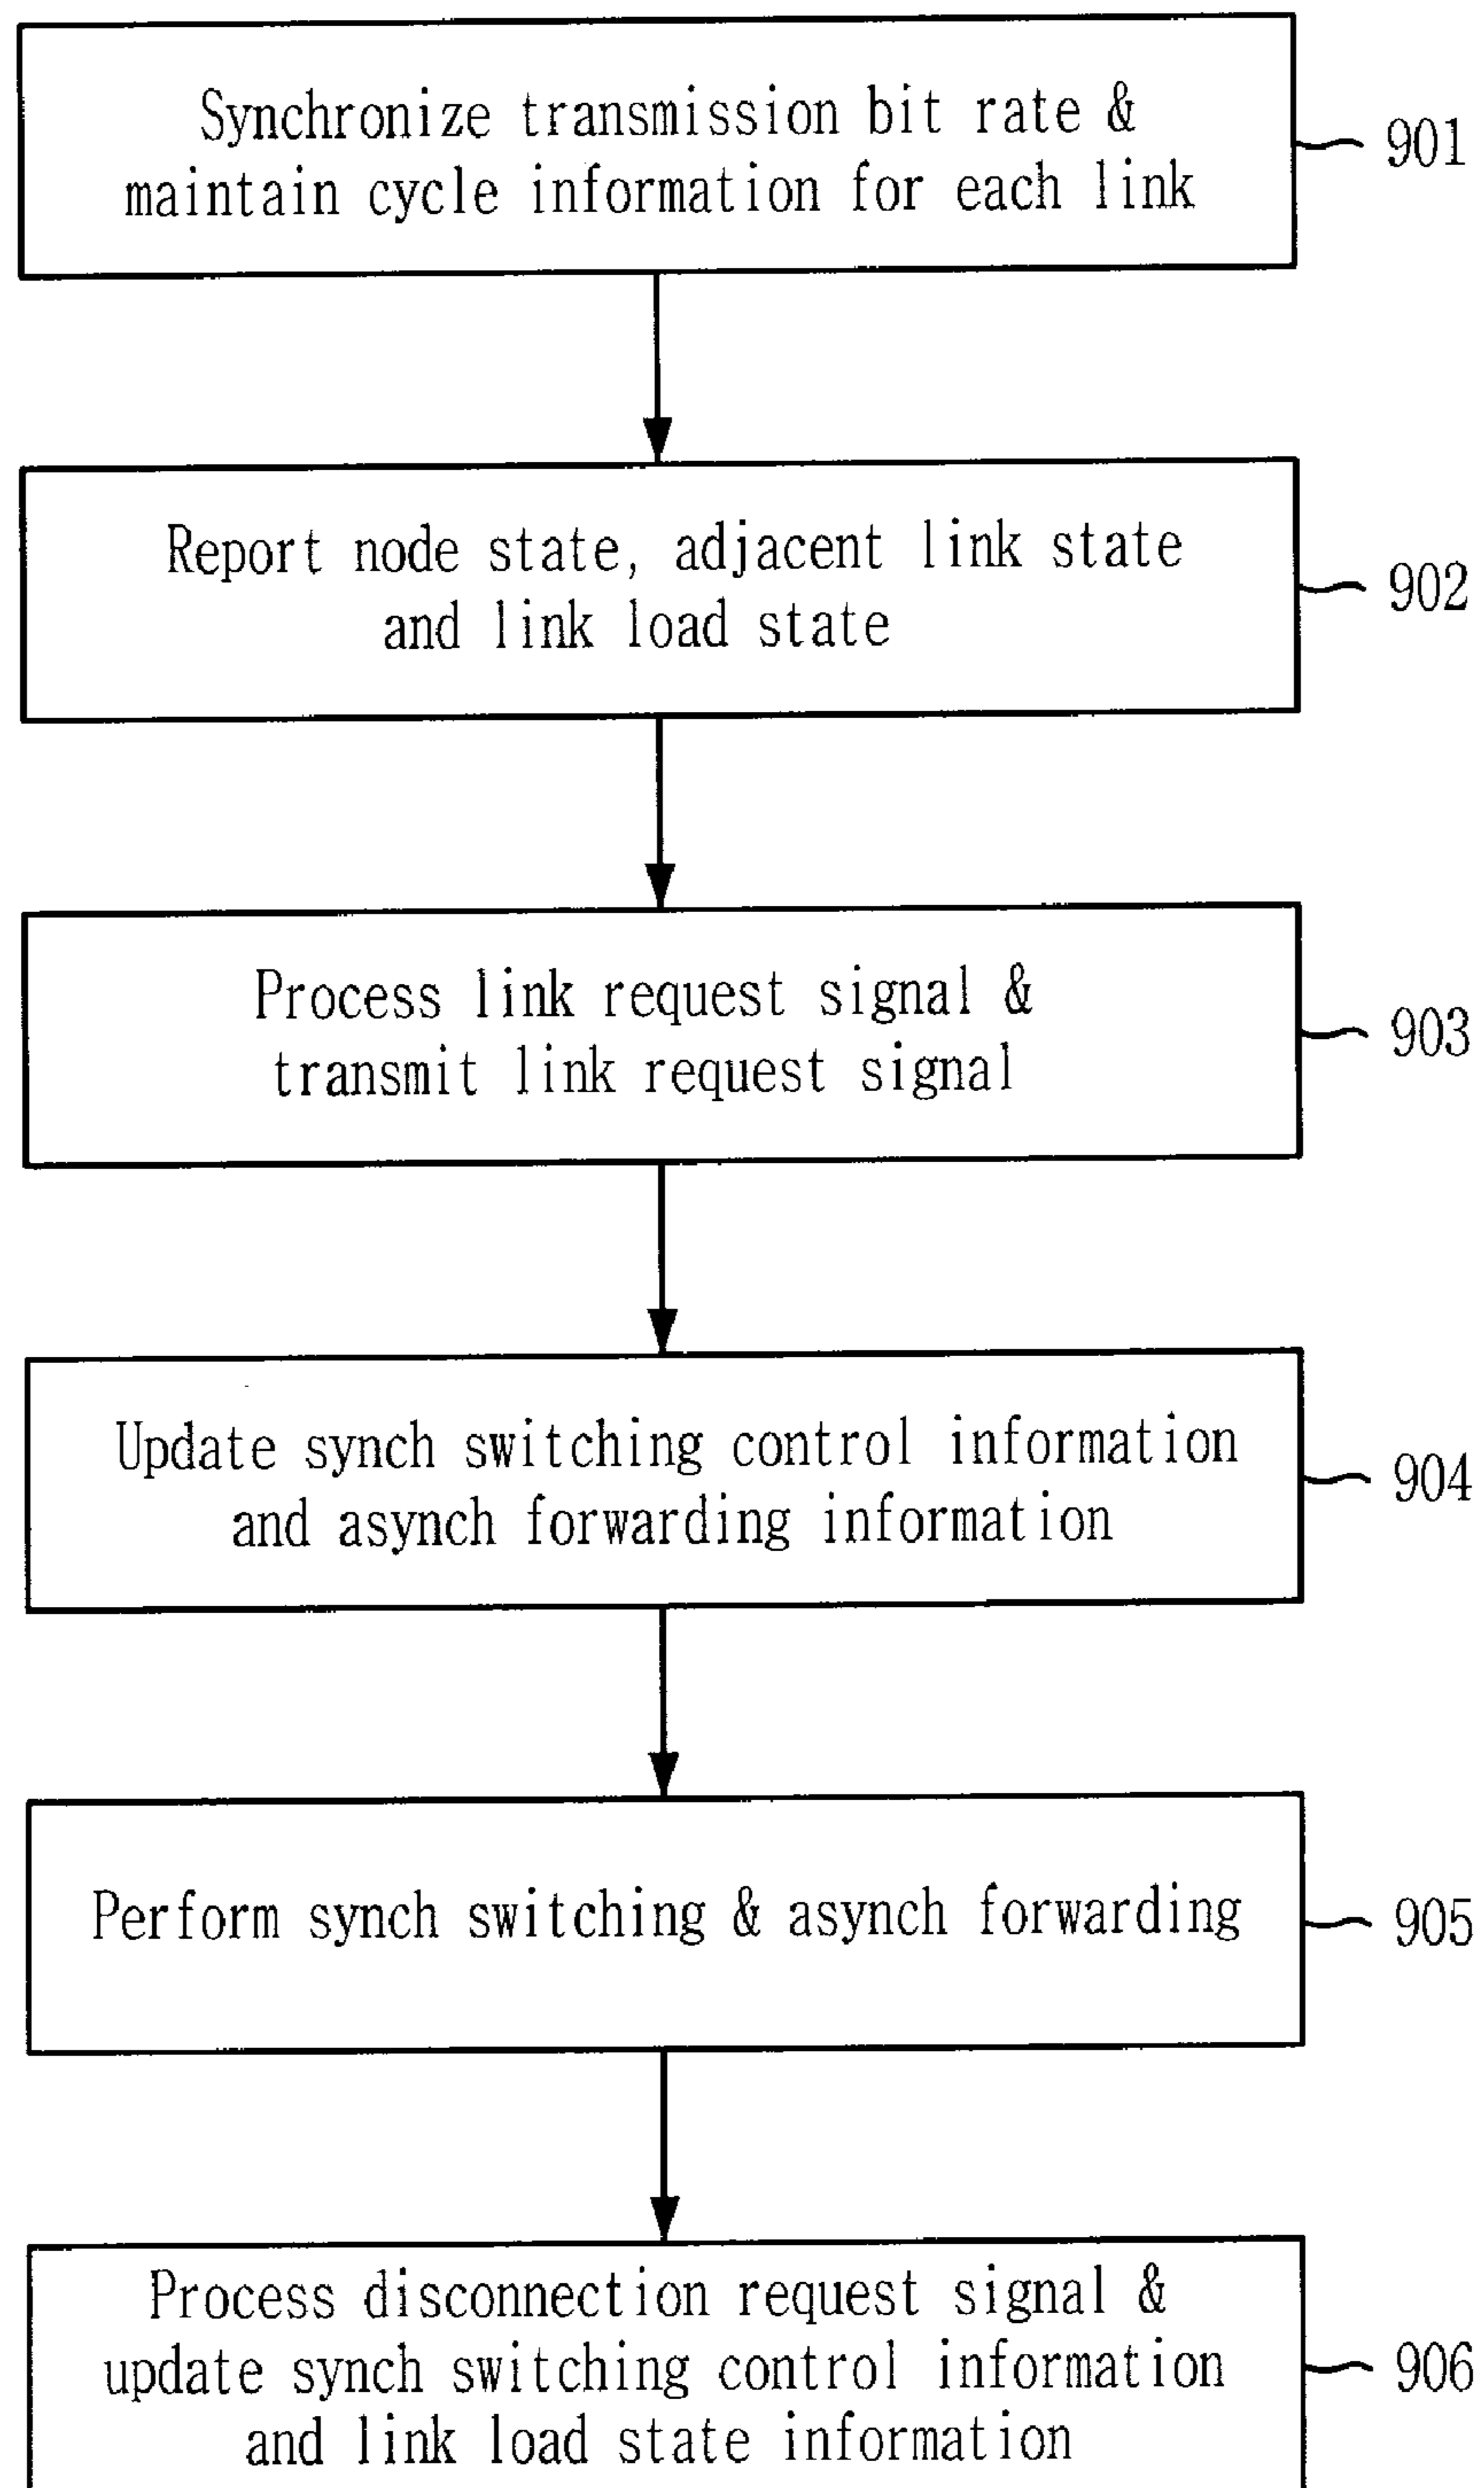 Synchronize transmission bit rate &
maintain cycle information for each link
901
Report node state, adjacent link state
and link load state
902
Process link request signal &
transmit link request signal
903
Update synch switching control information
and asynch forwarding information
904
Perform synch switching & asynch forwarding
905
Process disconnection request signal &
update synch switching control information
and link load state information
906